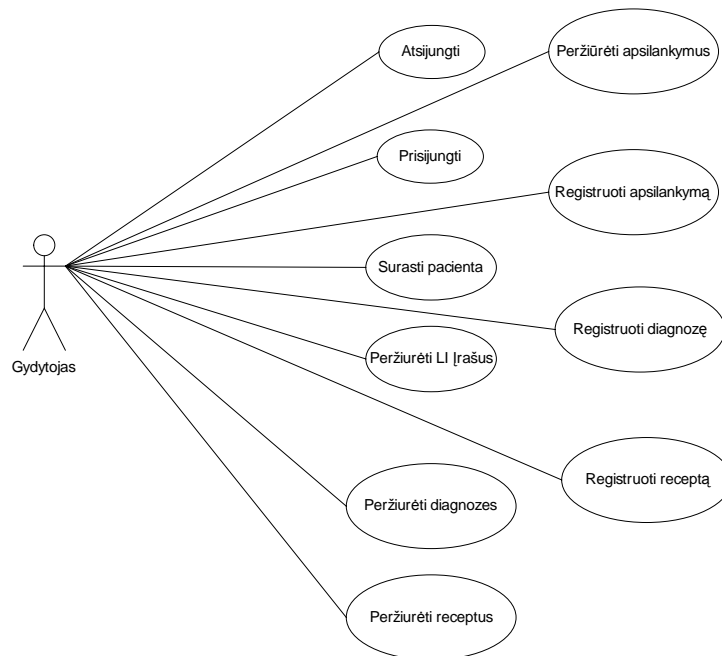 Atsijungti
Peržiūrėti apsilankymus
Prisijungti
Registruoti apsilankymą
Surasti pacienta
Registruoti diagnozę
Peržiurėti LI Įrašus
Gydytojas
Registruoti receptą
Peržiurėti diagnozes
Peržiurėti receptus